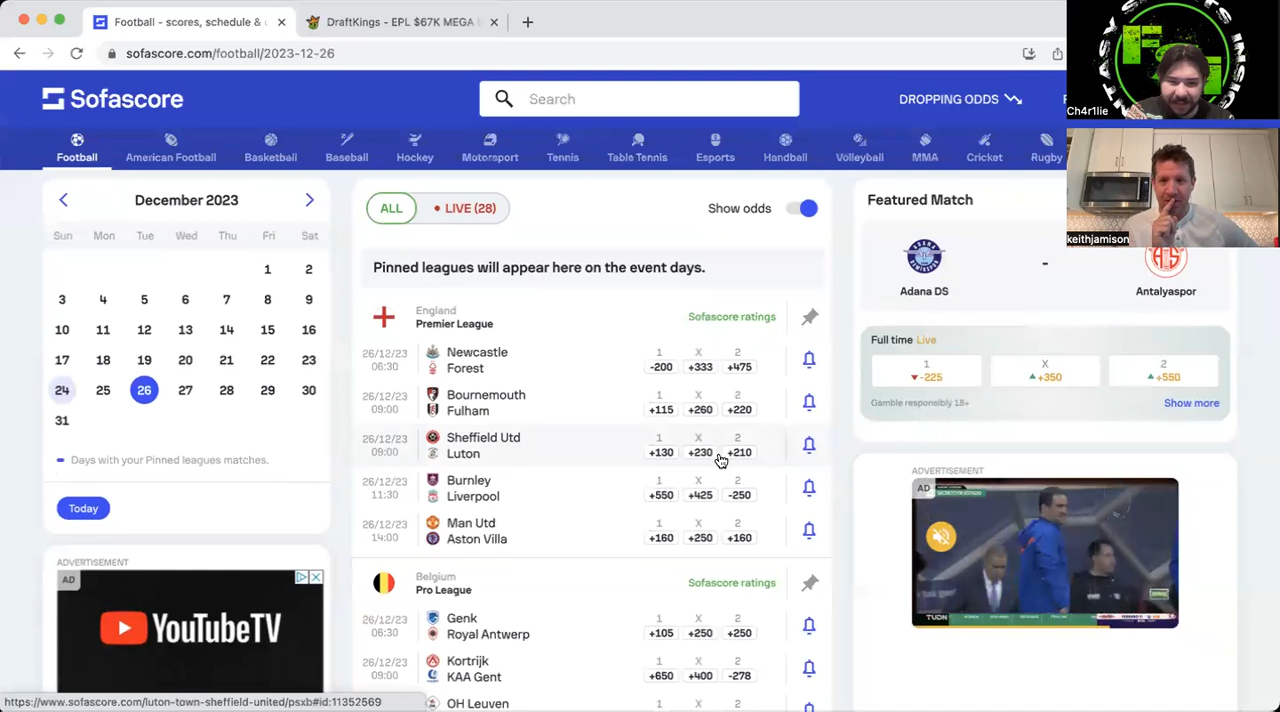 Football - scores, schedule &
DraftKings - EPL $67K MEGA
sofascore.com/football/2023-12-26
Sofascore
Search
DROPPING ODDS
Football
American Football
Basketball
Baseball
Hockey
Motorsport
Tennis
Table Tennis
Esports
Handball
Volleyball
MMA
Cricket
Rugby
Ch4r1lie
keithjamison
December 2023
Sun Mon Tue Wed Thu Fri Sat
1 2
3 4 5 6 7 8 9
10 11 12 13 14 15 16
17 18 19 20 21 22 23
24 25 26 27 28 29 30
31
Days with your Pinned leagues matches.
Today
ADVERTISEMENT
AD
YouTubeTV
ALL
LIVE (28)
Show odds
Pinned leagues will appear here on the event days.
England
Premier League
Sofascore ratings
26/12/23 Newcastle 1 X 2
06:30 Forest -200 +333 +475
26/12/23 Bournemouth 1 X 2
09:00 Fulham +115 +260 +220
26/12/23 Sheffield Utd 1 X 2
09:00 Luton +130 +230 +210
26/12/23 Burnley 1 X 2
11:30 Liverpool +550 +425 -250
26/12/23 Man Utd 1 X 2
14:00 Aston Villa +160 +250 +160
Belgium
Pro League
Sofascore ratings
26/12/23 Genk 1 X 2
06:30 Royal Antwerp +105 +250 +250
26/12/23 Kortrijk 1 X 2
09:00 KAA Gent +650 +400 -278
OH Leuven 1 X 2
Featured Match
Adana DS
-
Antalyaspor
Full time Live
1 X 2
-225 +350 +550
Gamble responsibly 18+
Show more
ADVERTISEMENT
AD
TUDN
https://www.sofascore.com/luton-town-sheffield-united/psxb#id:11352569